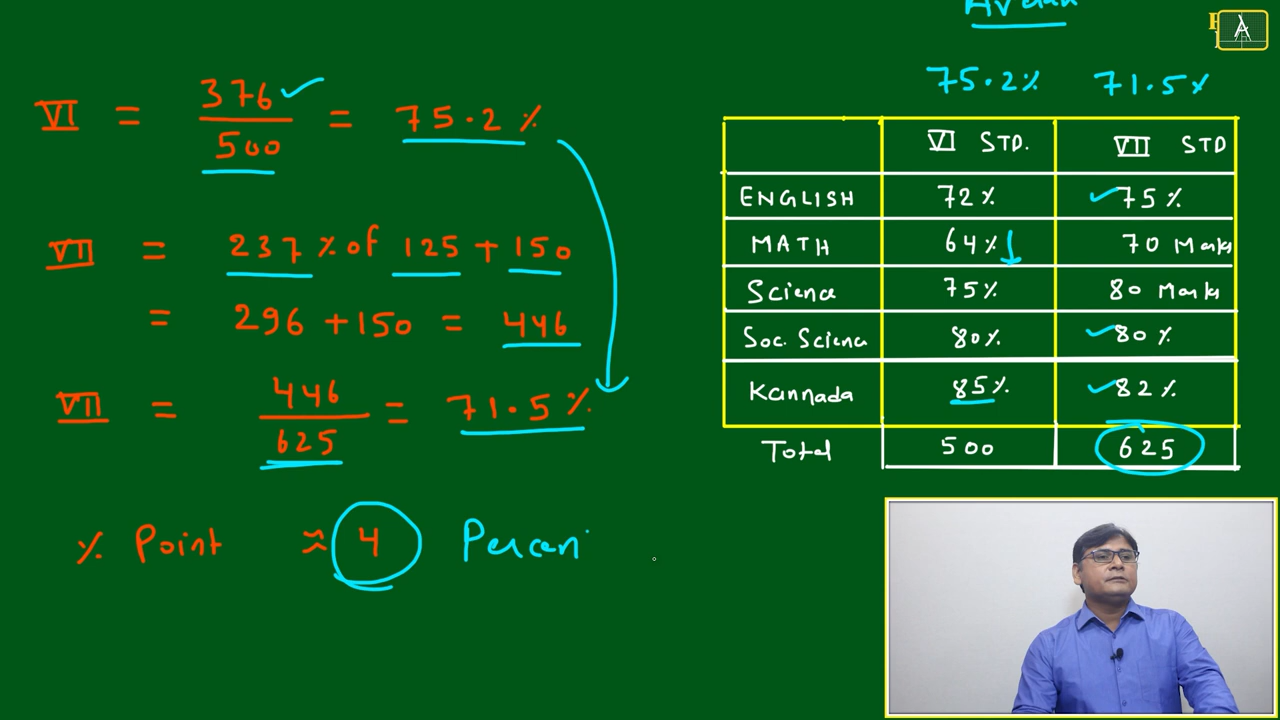 75.2% 71.5%
VI = 376/500 = 75.2%
VII = 237% of 125 + 150
= 296 + 150 = 446
VII = 446/625 = 71.5%
% Point ≈ 4 Percen
VI STD. VII STD
ENGLISH 72% 75%
MATH 64% 70 Marks
Science 75% 80 Marks
Soc. Science 80% 80%
Kannada 85% 82%
Total 500 625